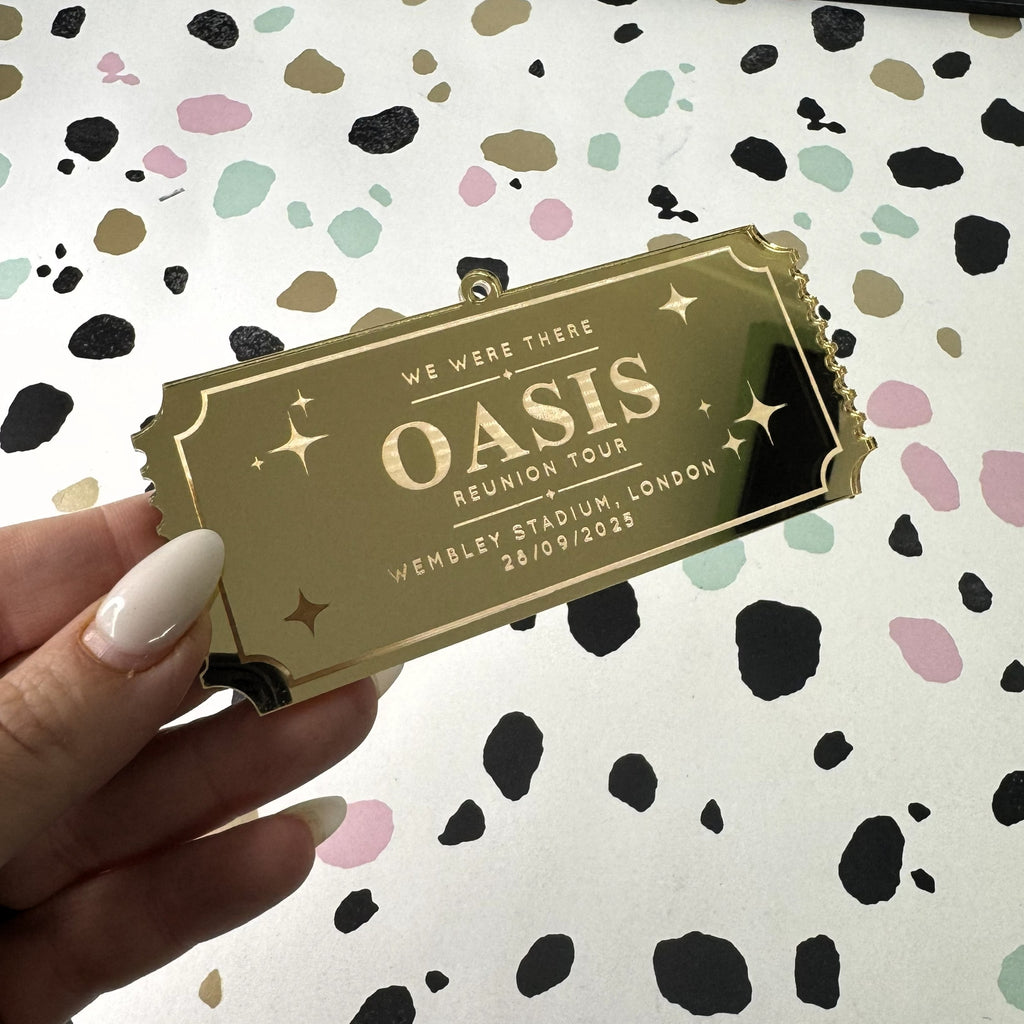 WE WERE THERE
OASIS
REUNION TOUR
WEMBLEY STADIUM, LONDON
28/09/2025